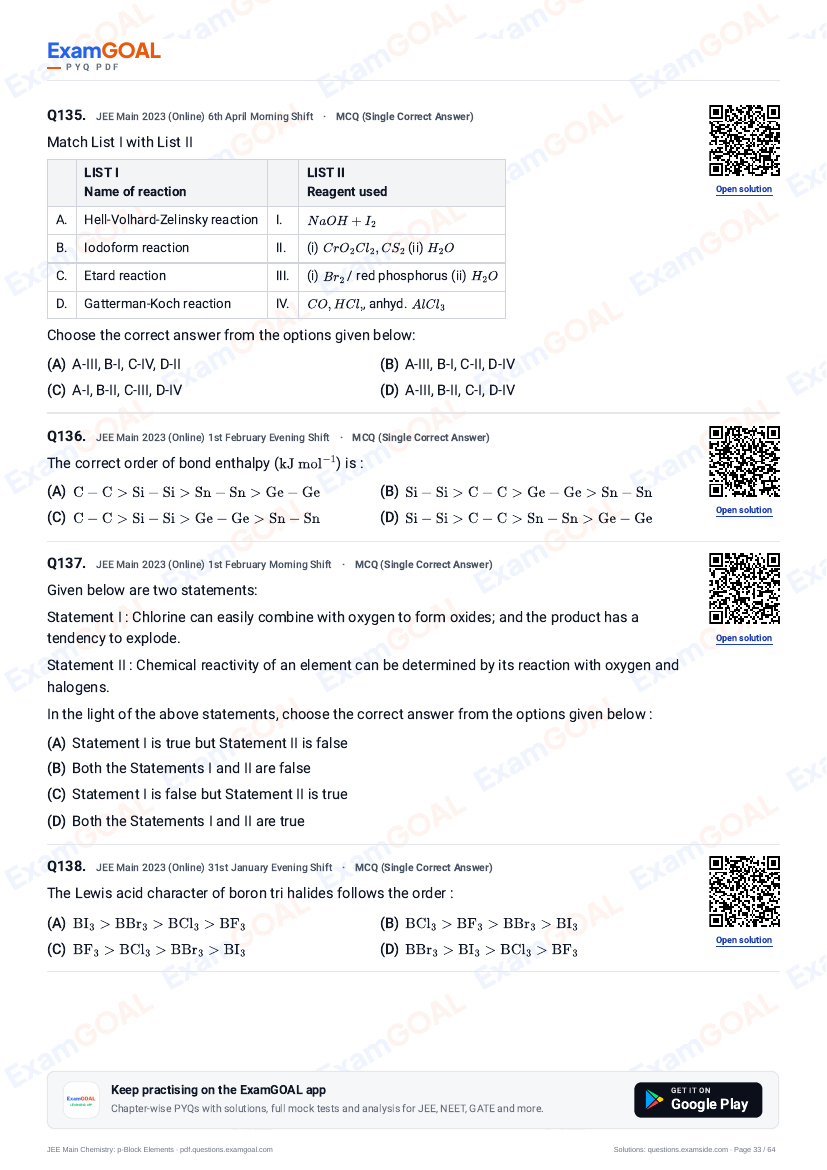 ExamGOAL
PYQ PDF
Q135. JEE Main 2023 (Online) 6th April Morning Shift · MCQ (Single Correct Answer)
Match List I with List II
LIST I
Name of reaction
LIST II
Reagent used
A. Hell-Volhard-Zelinsky reaction I. NaOH + I₂
B. Iodoform reaction II. (i) CrO₂Cl₂, CS₂ (ii) H₂O
C. Etard reaction III. (i) Br₂ / red phosphorus (ii) H₂O
D. Gatterman-Koch reaction IV. CO, HCl,, anhyd. AlCl₃
Choose the correct answer from the options given below:
(A) A-III, B-I, C-IV, D-II (B) A-III, B-I, C-II, D-IV
(C) A-I, B-II, C-III, D-IV (D) A-III, B-II, C-I, D-IV
Open solution
Q136. JEE Main 2023 (Online) 1st February Evening Shift · MCQ (Single Correct Answer)
The correct order of bond enthalpy (kJ mol⁻¹) is :
(A) C − C > Si − Si > Sn − Sn > Ge − Ge (B) Si − Si > C − C > Ge − Ge > Sn − Sn
(C) C − C > Si − Si > Ge − Ge > Sn − Sn (D) Si − Si > C − C > Sn − Sn > Ge − Ge
Open solution
Q137. JEE Main 2023 (Online) 1st February Morning Shift · MCQ (Single Correct Answer)
Given below are two statements:
Statement I : Chlorine can easily combine with oxygen to form oxides; and the product has a
tendency to explode.
Statement II : Chemical reactivity of an element can be determined by its reaction with oxygen and
halogens.
In the light of the above statements, choose the correct answer from the options given below :
(A) Statement I is true but Statement II is false
(B) Both the Statements I and II are false
(C) Statement I is false but Statement II is true
(D) Both the Statements I and II are true
Open solution
Q138. JEE Main 2023 (Online) 31st January Evening Shift · MCQ (Single Correct Answer)
The Lewis acid character of boron tri halides follows the order :
(A) BI₃ > BBr₃ > BCl₃ > BF₃ (B) BCl₃ > BF₃ > BBr₃ > BI₃
(C) BF₃ > BCl₃ > BBr₃ > BI₃ (D) BBr₃ > BI₃ > BCl₃ > BF₃
Open solution
ExamGOAL
Keep practising on the ExamGOAL app
Chapter-wise PYQs with solutions, full mock tests and analysis for JEE, NEET, GATE and more.
GET IT ON
Google Play
JEE Main Chemistry: p-Block Elements · pdf.questions.examgoal.com Solutions: questions.examside.com · Page 33 / 64